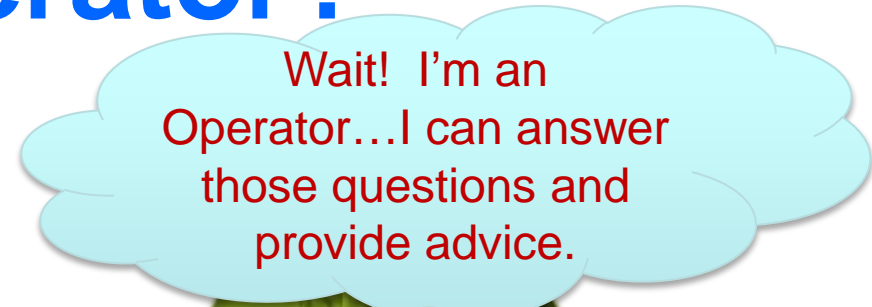 Wait! I'm an
Operator…I can answer
those questions and
provide advice.